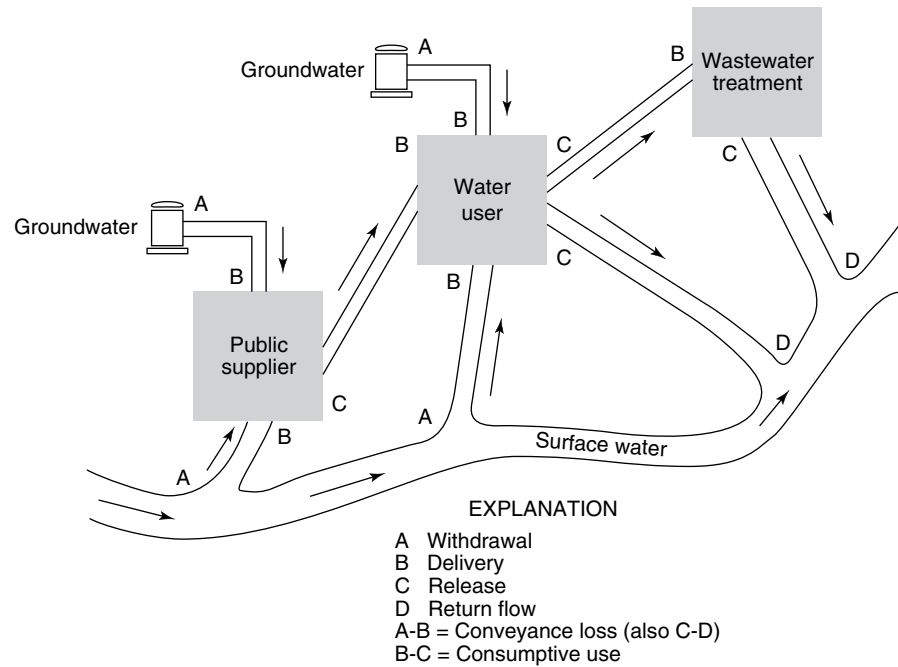 A
Groundwater
B
Wastewater
treatment
B
B
C
C
Water
user
A
Groundwater
B
C
B
D
Public
supplier
D
C
A
B
A
Surface water
EXPLANATION
A Withdrawal
B Delivery
C Release
D Return flow
A-B = Conveyance loss (also C-D)
B-C = Consumptive use